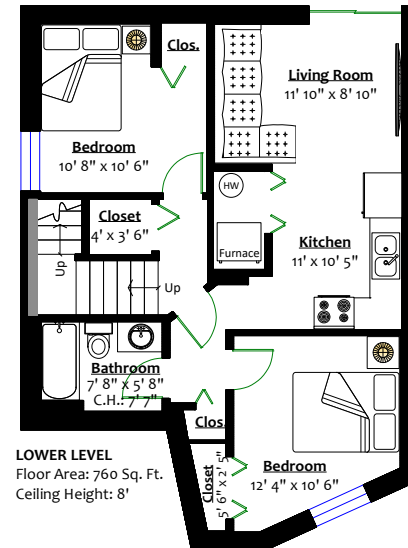 Clos.
Living Room
11' 10" x 8' 10"
Bedroom
10' 8" x 10' 6"
HW
Closet
4' x 3' 6"
Furnace
Kitchen
11' x 10' 5"
Up
Up
Bathroom
7' 8" x 5' 8"
C.H.: 7' 7"
Clos.
LOWER LEVEL
Floor Area: 760 Sq. Ft.
Ceiling Height: 8'
Closet
5' 6" x 2' 5"
Bedroom
12' 4" x 10' 6"